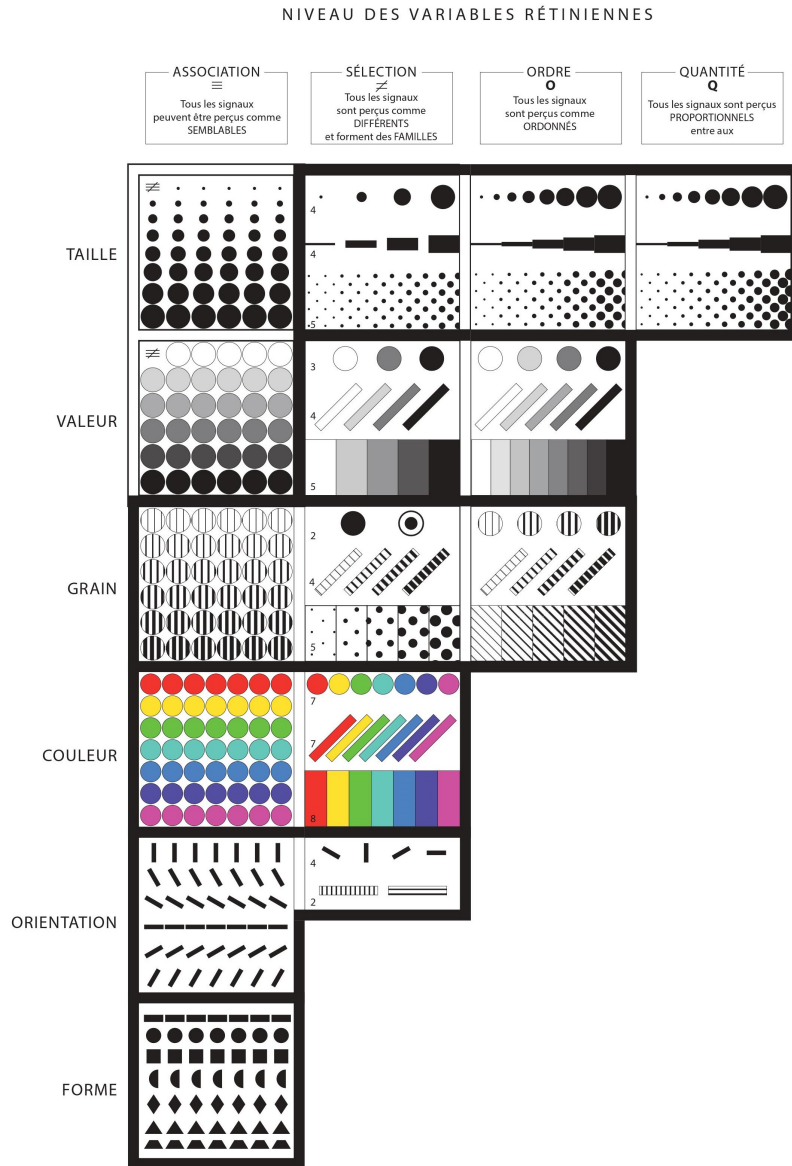 NIVEAU DES VARIABLES RÉTINIENNES
ASSOCIATION
≡
Tous les signaux
peuvent être perçus comme
SEMBLABLES
SÉLECTION
≠
Tous les signaux
sont perçus comme
DIFFÉRENTS
et forment des FAMILLES
ORDRE
O
Tous les signaux
sont perçus comme
ORDONNÉS
QUANTITÉ
Q
Tous les signaux sont perçus
PROPORTIONNELS
entre aux
TAILLE
≢
4
4
5
VALEUR
≢
3
4
5
GRAIN
2
4
5
COULEUR
7
7
8
ORIENTATION
4
2
FORME